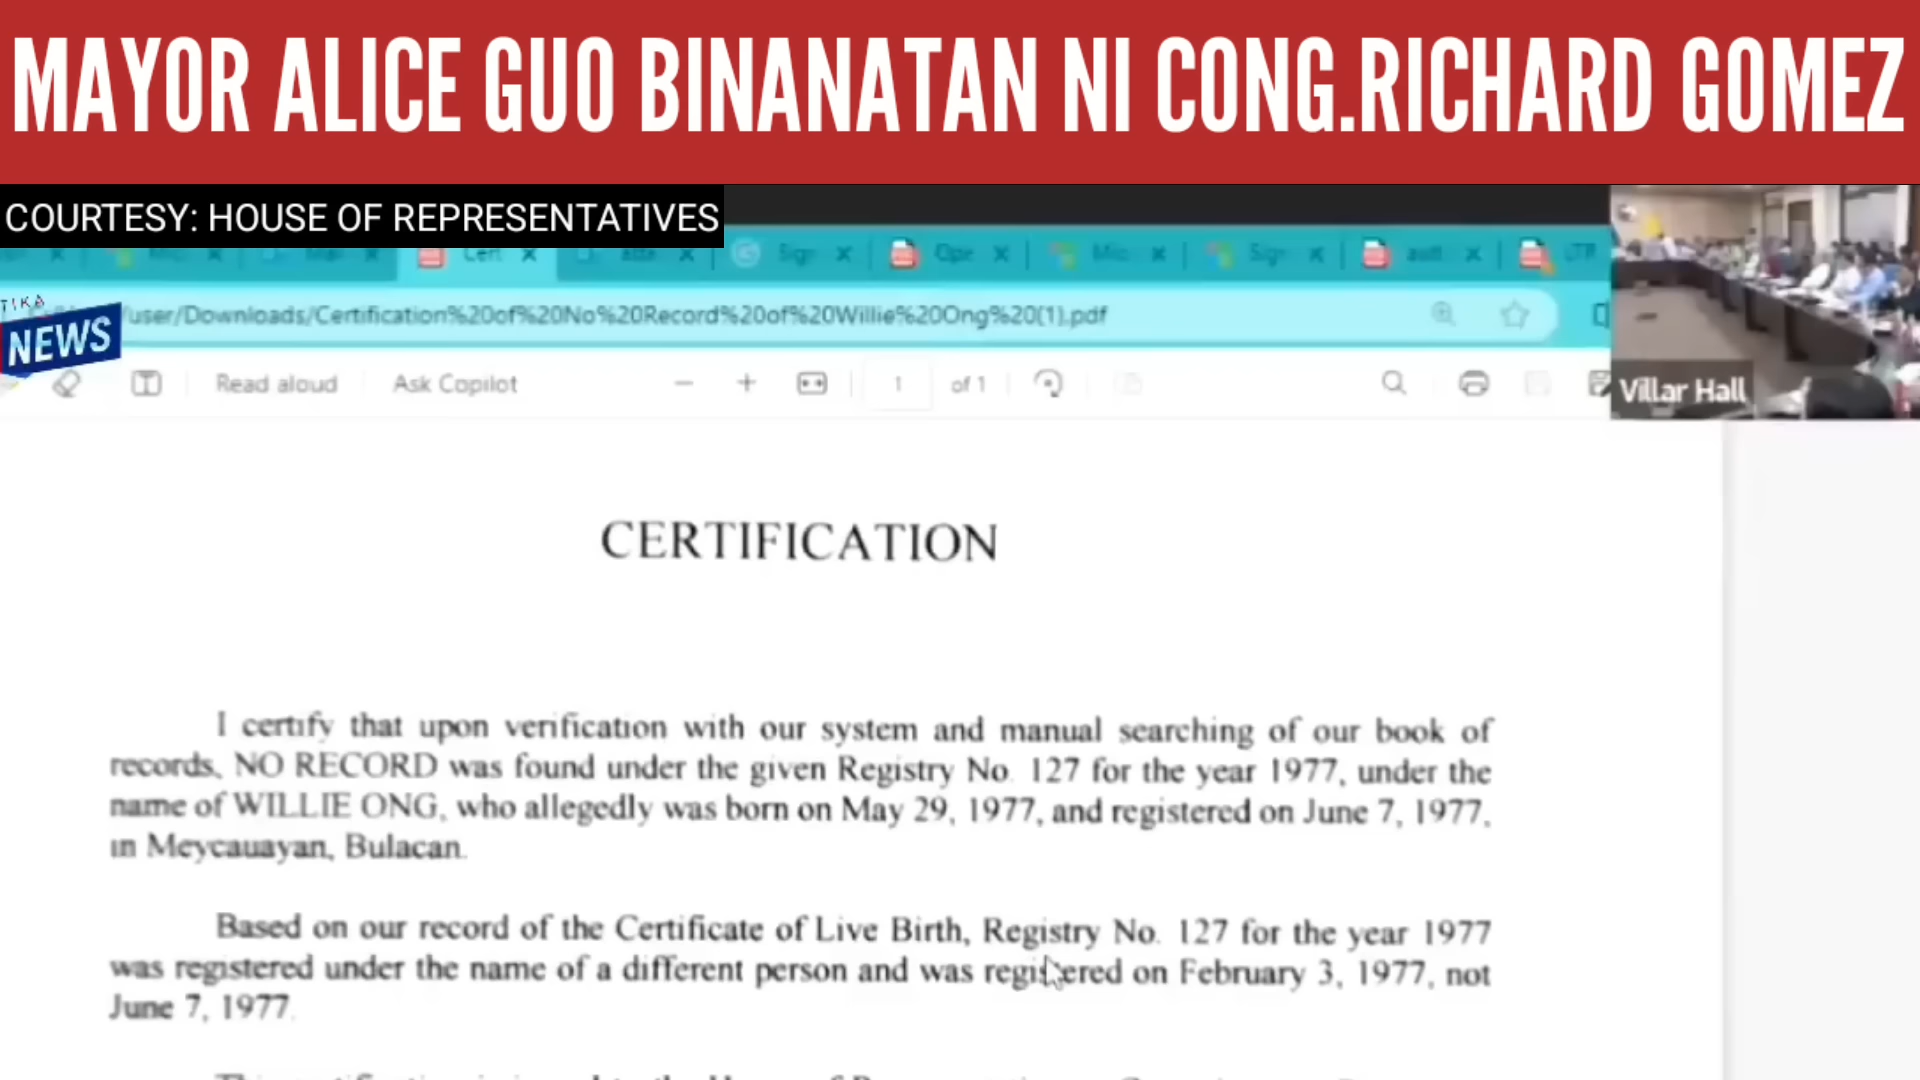 MAYOR ALICE GUO BINANATAN NI CONG.RICHARD GOMEZ
COURTESY: HOUSE OF REPRESENTATIVES
Cert
Sign
Ope
Mic
Sign
TIKA
NEWS
/user/Downloads/Certification%20of%20No%20Record%20of%20Willie%20Ong%20(1).pdf
Read aloud Ask Copilot 1 of 1
Villar Hall
CERTIFICATION
I certify that upon verification with our system and manual searching of our book of
records, NO RECORD was found under the given Registry No. 127 for the year 1977, under the
name of WILLIE ONG, who allegedly was born on May 29, 1977, and registered on June 7, 1977,
in Meycauayan, Bulacan.
Based on our record of the Certificate of Live Birth, Registry No. 127 for the year 1977
was registered under the name of a different person and was registered on February 3, 1977, not
June 7, 1977.